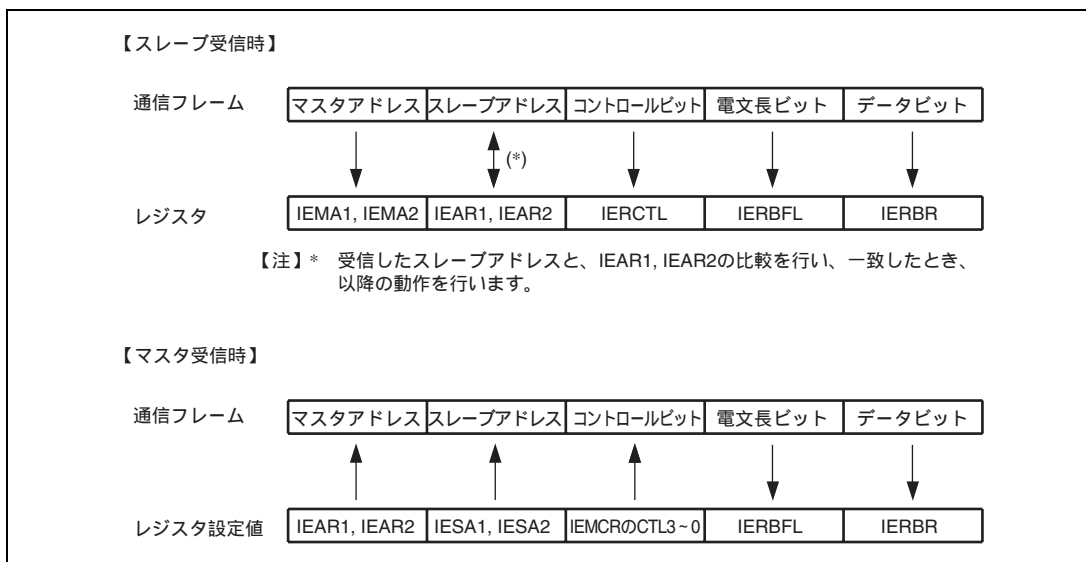 【スレーブ受信時】
通信フレーム マスタアドレス スレーブアドレス コントロールビット 電文長ビット データビット
(*)
レジスタ IEMA1, IEMA2 IEAR1, IEAR2 IERCTL IERBFL IERBR
【注】* 受信したスレーブアドレスと、IEAR1, IEAR2の比較を行い、一致したとき、
以降の動作を行います。
【マスタ受信時】
通信フレーム マスタアドレス スレーブアドレス コントロールビット 電文長ビット データビット
レジスタ設定値 IEAR1, IEAR2 IESA1, IESA2 IEMCRのCTL3~0 IERBFL IERBR